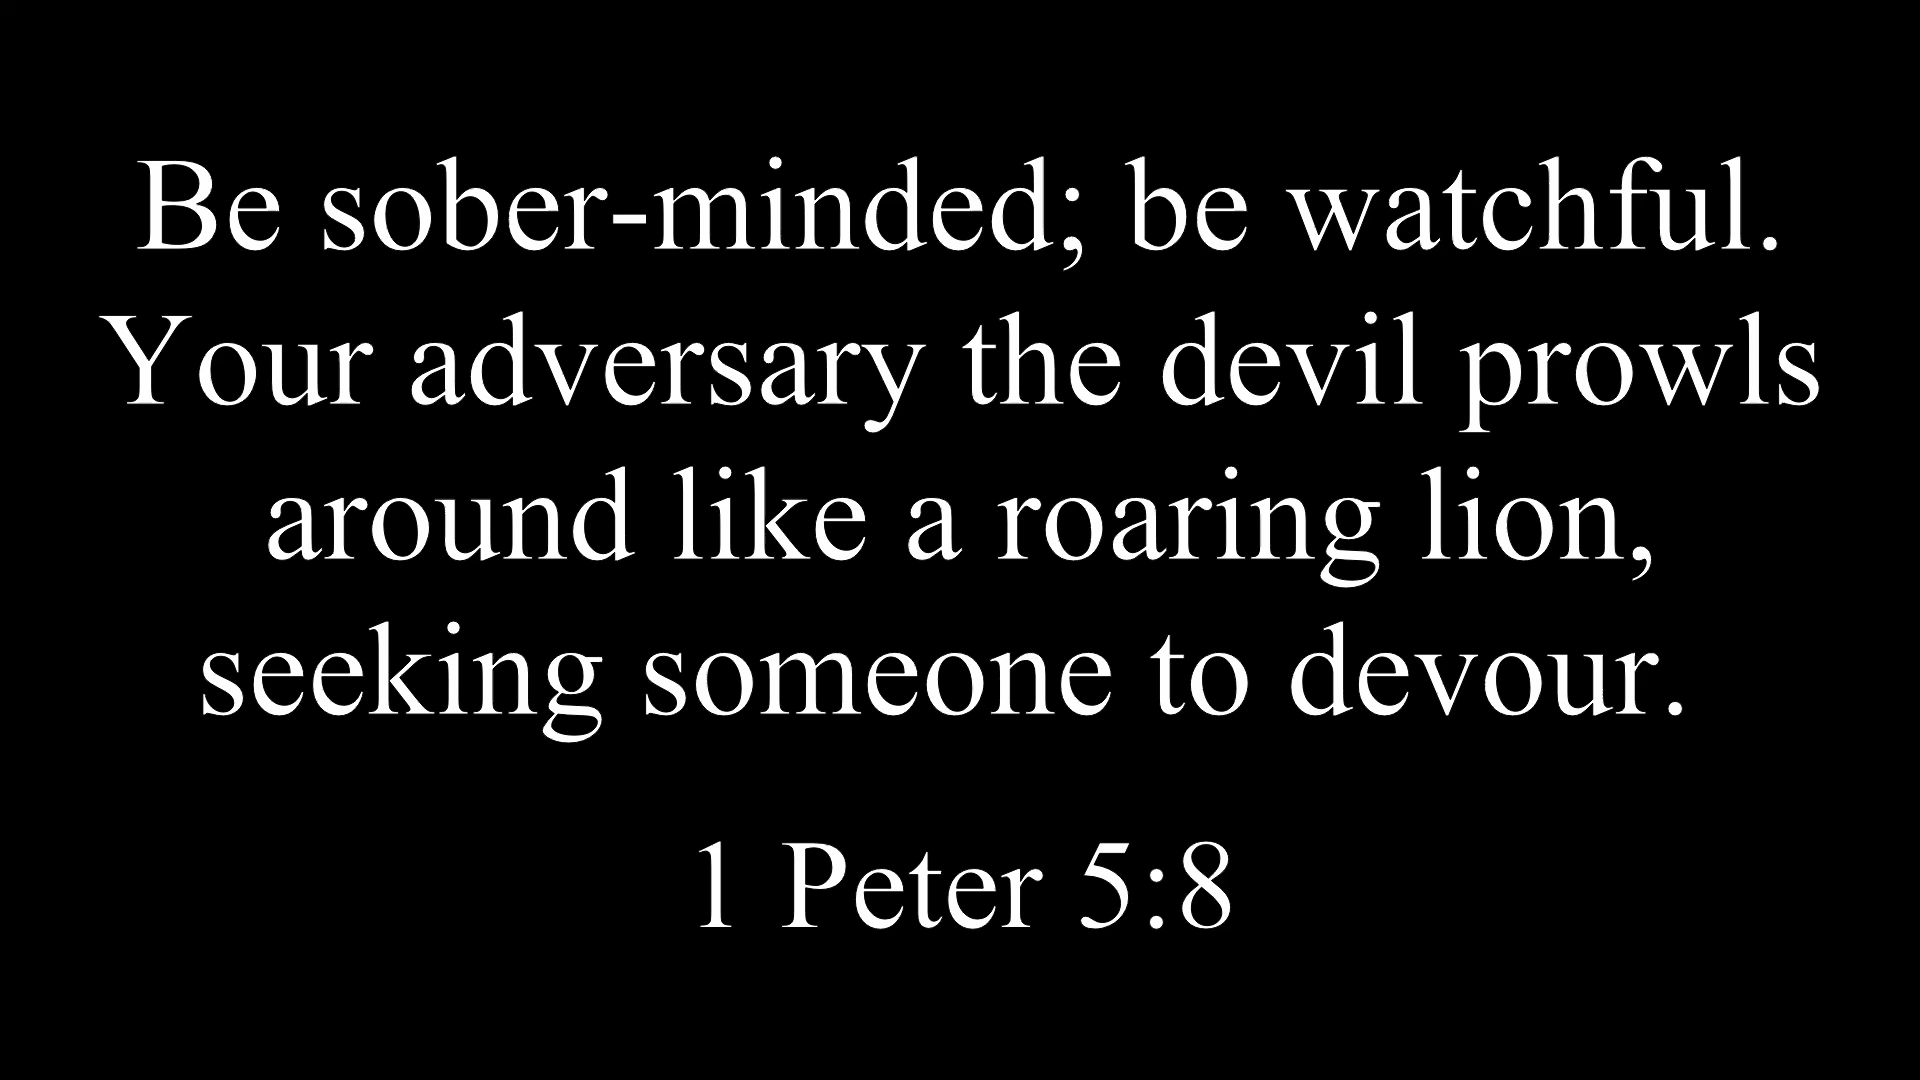 Be sober-minded; be watchful.
Your adversary the devil prowls
around like a roaring lion,
seeking someone to devour.
1 Peter 5:8